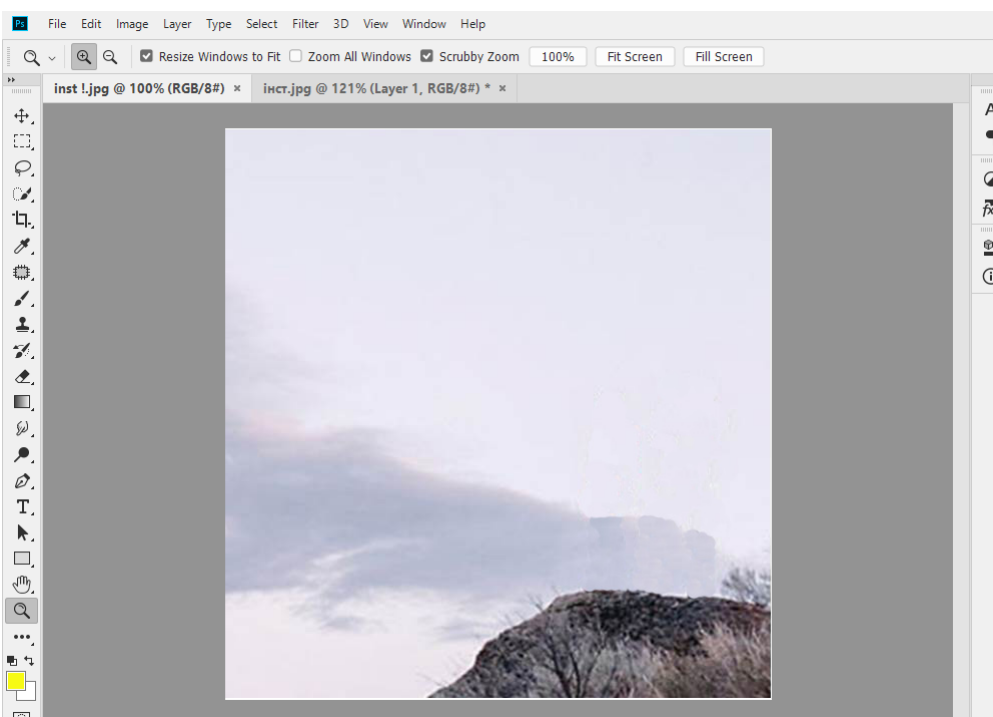 Ps File Edit Image Layer Type Select Filter 3D View Window Help
Resize Windows to Fit Zoom All Windows Scrubby Zoom 100% Fit Screen Fill Screen
inst !.jpg @ 100% (RGB/8#) × інст.jpg @ 121% (Layer 1, RGB/8#) * ×